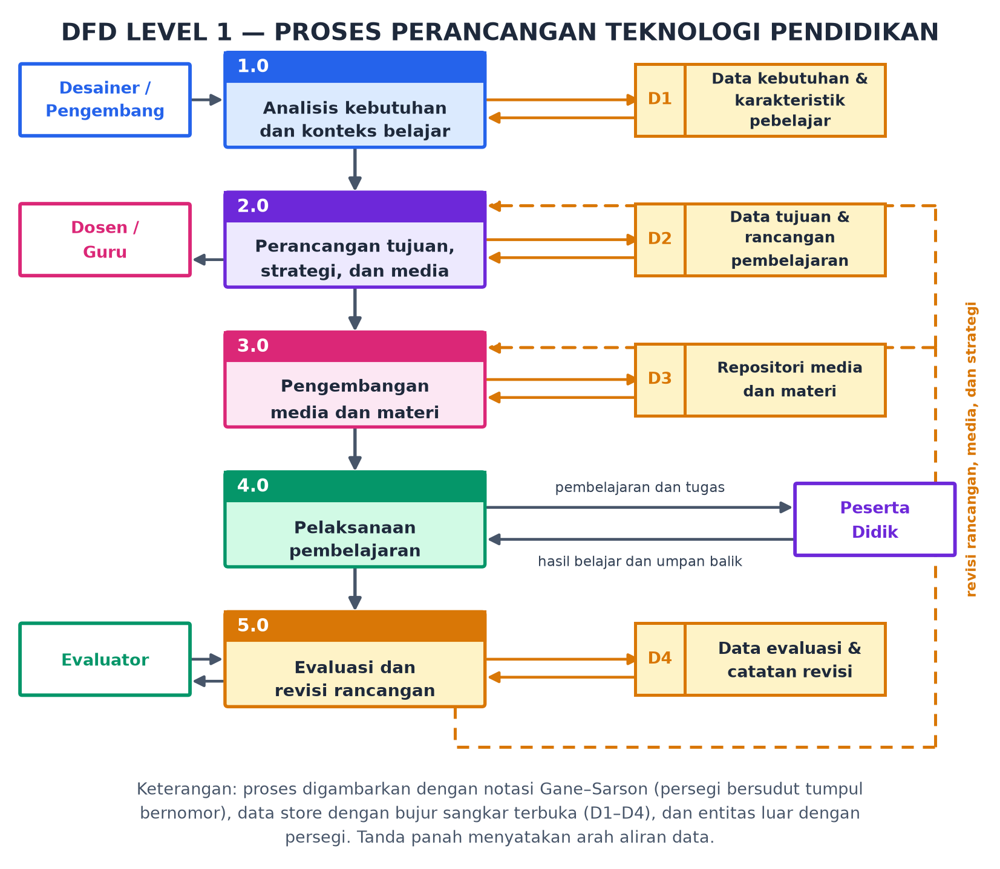 DFD LEVEL 1 — PROSES PERANCANGAN TEKNOLOGI PENDIDIKAN
Desainer /
Pengembang
1.0
Analisis kebutuhan
dan konteks belajar
D1
Data kebutuhan &
karakteristik
pebelajar
Dosen /
Guru
2.0
Perancangan tujuan,
strategi, dan media
D2
Data tujuan &
rancangan
pembelajaran
3.0
Pengembangan
media dan materi
D3
Repositori media
dan materi
revisi rancangan, media, dan strategi
4.0
Pelaksanaan
pembelajaran
pembelajaran dan tugas
hasil belajar dan umpan balik
Peserta
Didik
Evaluator
5.0
Evaluasi dan
revisi rancangan
D4
Data evaluasi &
catatan revisi
Keterangan: proses digambarkan dengan notasi Gane–Sarson (persegi bersudut tumpul
bernomor), data store dengan bujur sangkar terbuka (D1–D4), dan entitas luar dengan
persegi. Tanda panah menyatakan arah aliran data.